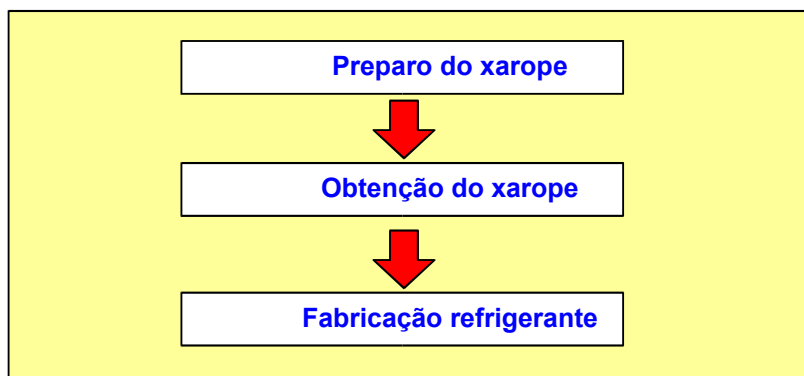 Preparo do xarope
Obtenção do xarope
Fabricação refrigerante